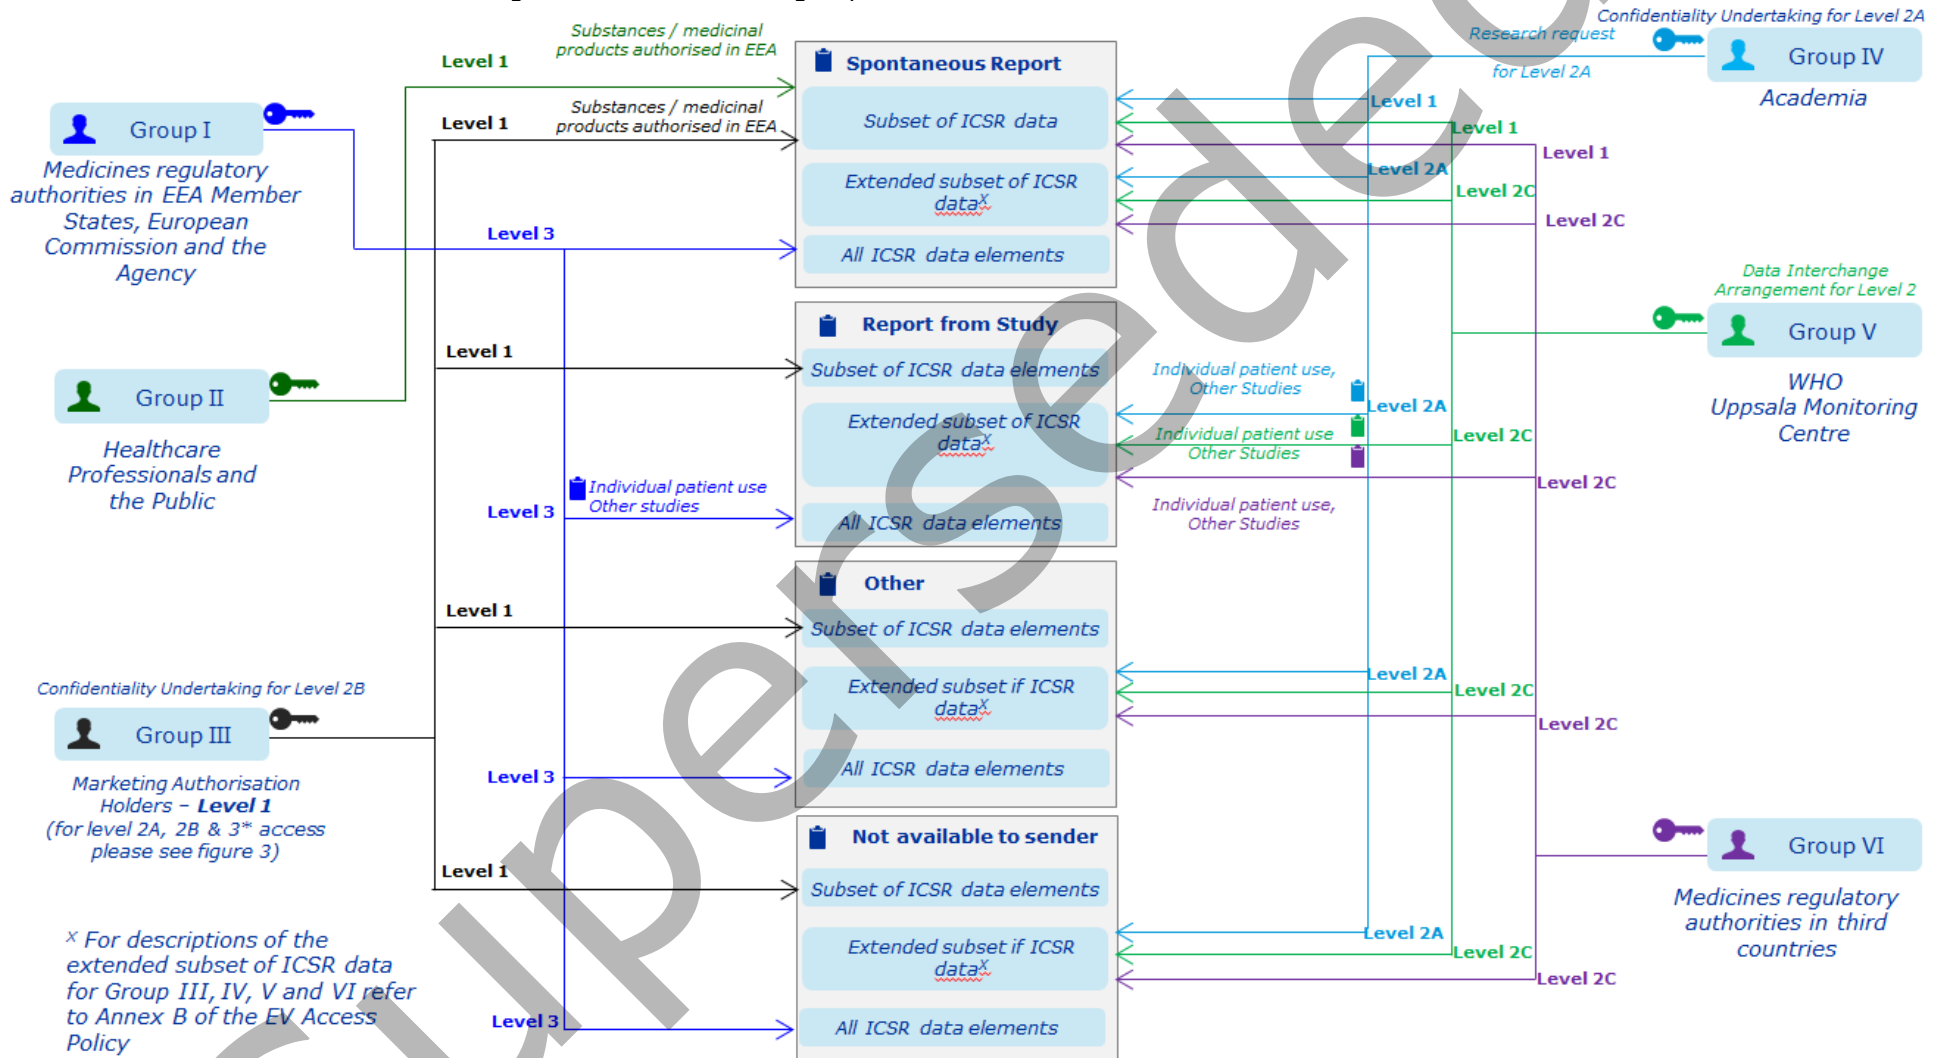 Confidentiality Undertaking for Level 2A
Substances / medicinal
products authorised in EEA
Level 1
Spontaneous Report
Research request
for Level 2A
Group IV
Academia
Group I
Medicines regulatory
authorities in EEA Member
States, European
Commission and the
Agency
Level 1
Substances / medicinal
products authorised in EEA
Subset of ICSR data
Level 1
Level 1
Level 1
Extended subset of ICSR
dataX
Level 2A
Level 2C
Level 2C
Level 3
All ICSR data elements
Data Interchange
Arrangement for Level 2
Group V
WHO
Uppsala Monitoring
Centre
Report from Study
Level 1
Subset of ICSR data elements
Individual patient use,
Other Studies
Level 2A
Group II
Healthcare
Professionals and
the Public
Extended subset of ICSR
dataX
Individual patient use
Other Studies
Level 2C
Level 2C
Individual patient use,
Other Studies
Individual patient use
Other studies
Level 3
All ICSR data elements
Other
Level 1
Subset of ICSR data elements
Extended subset if ICSR
dataX
Level 2A
Level 2C
Level 2C
Confidentiality Undertaking for Level 2B
Group III
Marketing Authorisation
Holders – Level 1
(for level 2A, 2B & 3* access
please see figure 3)
Level 3
All ICSR data elements
Not available to sender
Level 1
Subset of ICSR data elements
Group VI
Medicines regulatory
authorities in third
countries
Extended subset if ICSR
dataX
Level 2A
Level 2C
Level 2C
Level 3
All ICSR data elements
X For descriptions of the
extended subset of ICSR data
for Group III, IV, V and VI refer
to Annex B of the EV Access
Policy
Superseded